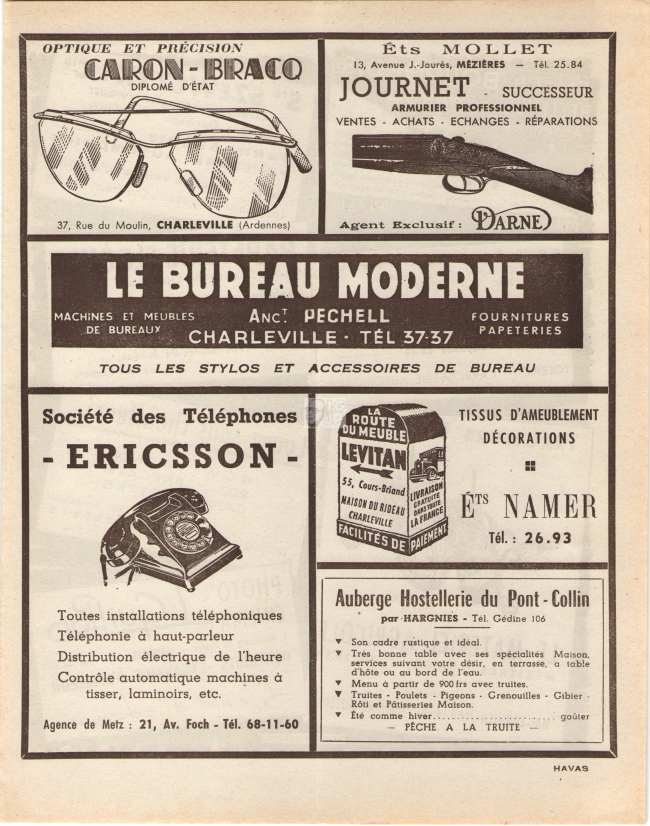 OPTIQUE ET PRÉCISION
CARON-BRACQ
DIPLOMÉ D'ÉTAT
37, Rue du Moulin, CHARLEVILLE (Ardennes)
Éts MOLLET
13, Avenue J.-Jaurès, MÉZIÈRES — Tél. 25.84
JOURNET - SUCCESSEUR
ARMURIER PROFESSIONNEL
VENTES - ACHATS - ECHANGES - RÉPARATIONS
Agent Exclusif : DARNE
LE BUREAU MODERNE
MACHINES ET MEUBLES
DE BUREAUX
ANCT. PECHELL
FOURNITURES
PAPETERIES
CHARLEVILLE · TÉL 37-37
TOUS LES STYLOS ET ACCESSOIRES DE BUREAU
Société des Téléphones
- ERICSSON -
Toutes installations téléphoniques
Téléphonie à haut-parleur
Distribution électrique de l'heure
Contrôle automatique machines à
tisser, laminoirs, etc.
Agence de Metz : 21, Av. Foch - Tél. 68-11-60
LA
ROUTE
DU MEUBLE
LEVITAN
55, Cours-Briand
MAISON DU RIDEAU
CHARLEVILLE
LIVRAISON
GRATUITE
DANS TOUTE
LA FRANCE
FACILITÉS DE PAIEMENT
TISSUS D'AMEUBLEMENT
DÉCORATIONS
ÉTS NAMER
Tél. : 26.93
Auberge Hostellerie du Pont-Collin
par HARGNIES - Tél. Gédine 106
▼ Son cadre rustique et idéal.
▼ Très bonne table avec ses spécialités Maison,
services suivant votre désir, en terrasse, à table
d'hôte ou au bord de l'eau.
▼ Menu à partir de 900 frs avec truites.
▼ Truites - Poulets - Pigeons - Grenouilles - Gibier -
Rôti et Pâtisseries Maison.
▼ Été comme hiver........................ goûter
— PÊCHE A LA TRUITE —
HAVAS